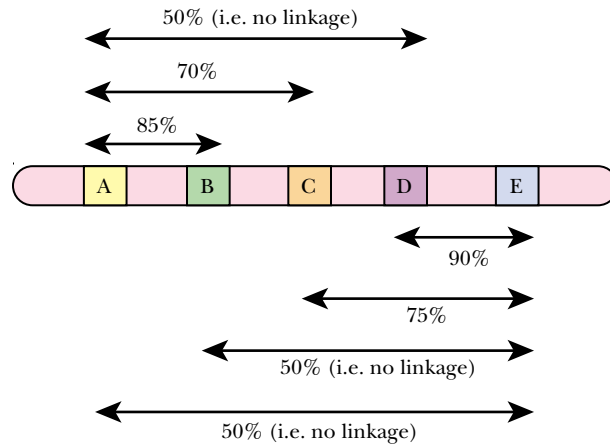 50% (i.e. no linkage)
70%
85%
A B C D E
90%
75%
50% (i.e. no linkage)
50% (i.e. no linkage)